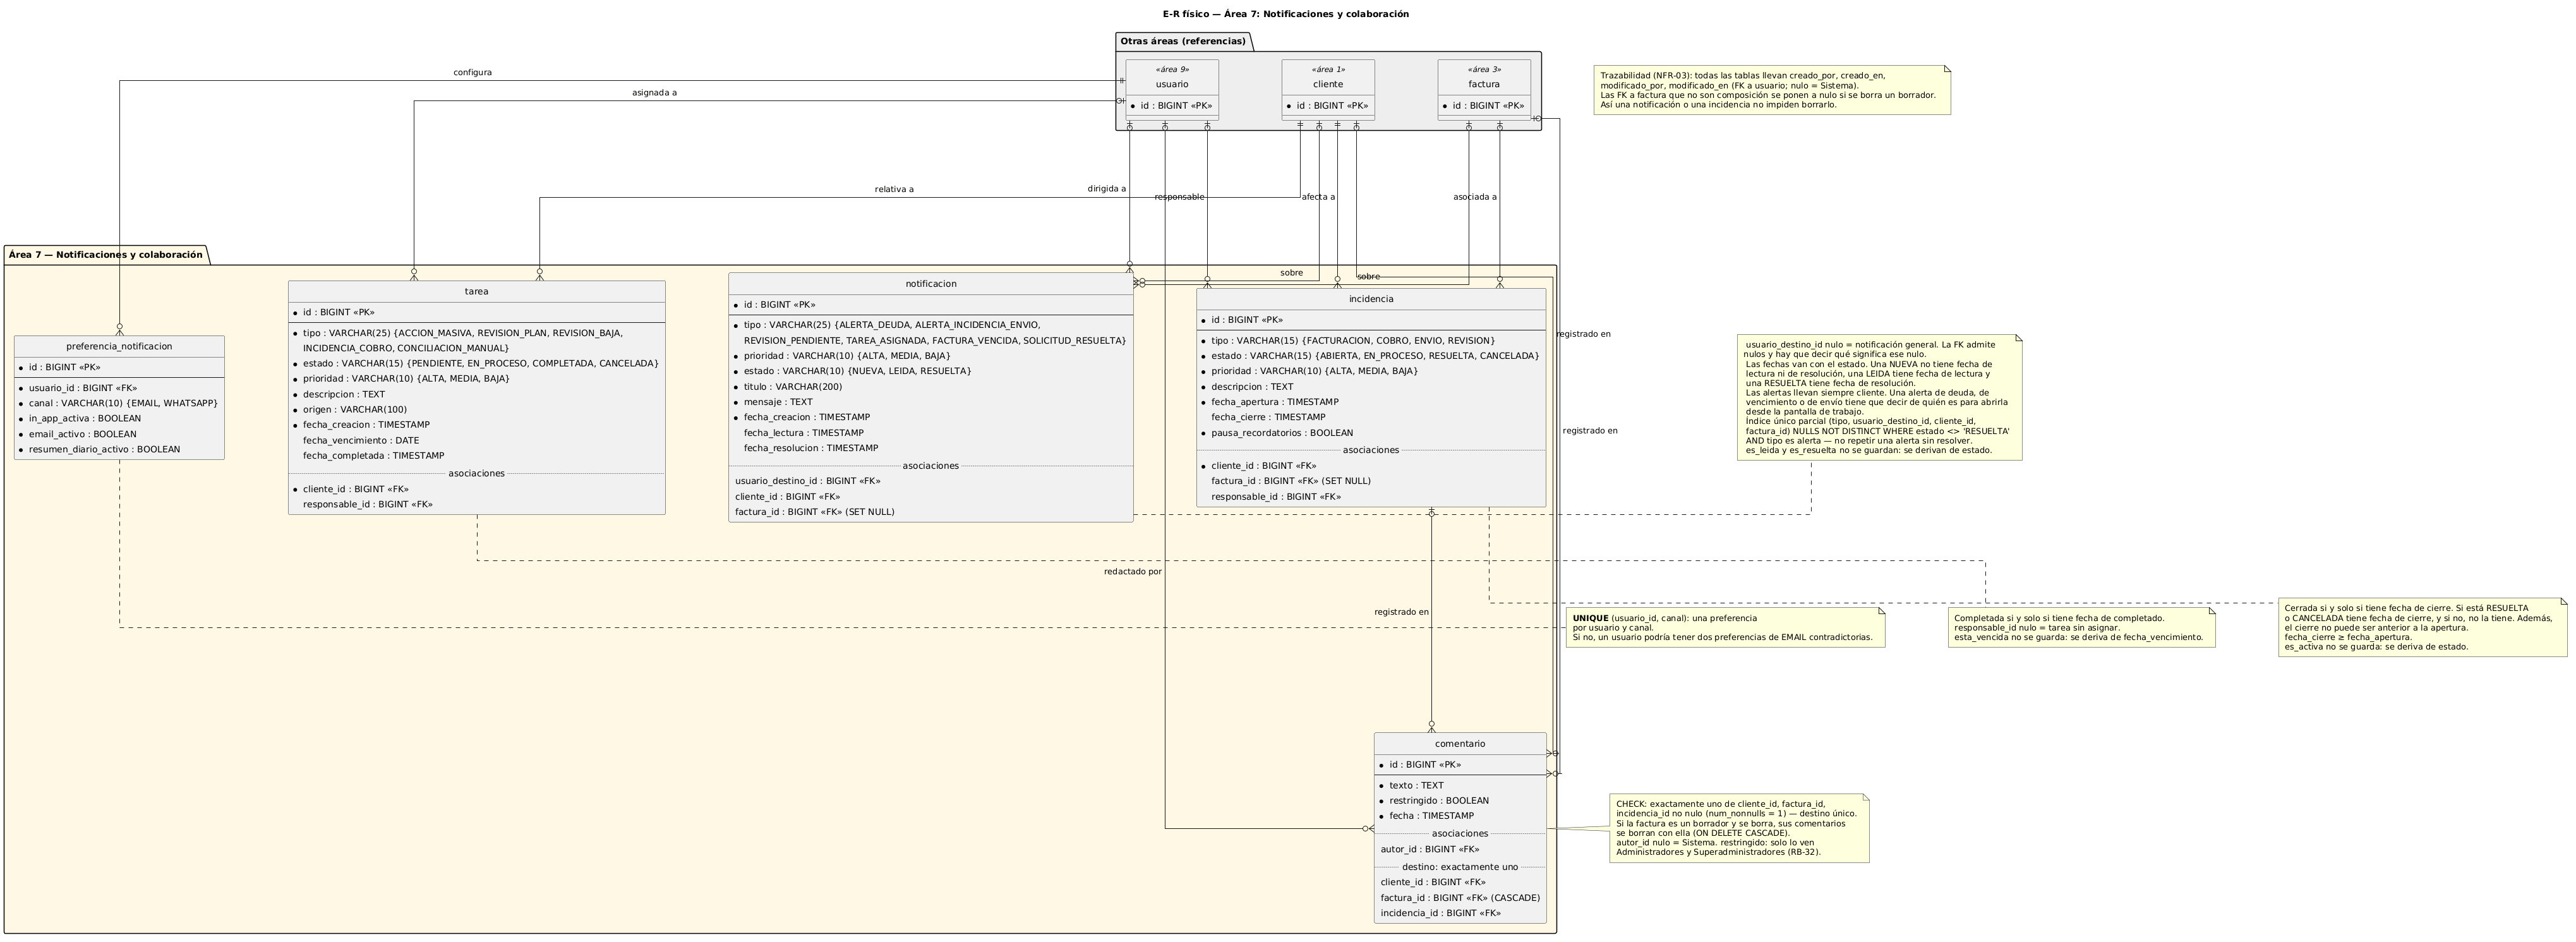 E-R físico — Área 7: Notificaciones y colaboración
Otras áreas (referencias)
«área 9»
usuario
id : BIGINT «PK»
«área 1»
cliente
id : BIGINT «PK»
«área 3»
factura
id : BIGINT «PK»
Trazabilidad (NFR-03): todas las tablas llevan creado_por, creado_en,
modificado_por, modificado_en (FK a usuario; nulo = Sistema).
Las FK a factura que no son composición se ponen a nulo si se borra un borrador.
Así una notificación o una incidencia no impiden borrarlo.
configura
asignada a
relativa a
dirigida a
responsable
afecta a
asociada a
Área 7 — Notificaciones y colaboración
sobre
sobre
registrado en
registrado en
preferencia_notificacion
id : BIGINT «PK»
usuario_id : BIGINT «FK»
canal : VARCHAR(10) {EMAIL, WHATSAPP}
in_app_activa : BOOLEAN
email_activo : BOOLEAN
resumen_diario_activo : BOOLEAN
tarea
id : BIGINT «PK»
tipo : VARCHAR(25) {ACCION_MASIVA, REVISION_PLAN, REVISION_BAJA,
INCIDENCIA_COBRO, CONCILIACION_MANUAL}
estado : VARCHAR(15) {PENDIENTE, EN_PROCESO, COMPLETADA, CANCELADA}
prioridad : VARCHAR(10) {ALTA, MEDIA, BAJA}
descripcion : TEXT
origen : VARCHAR(100)
fecha_creacion : TIMESTAMP
fecha_vencimiento : DATE
fecha_completada : TIMESTAMP
asociaciones
cliente_id : BIGINT «FK»
responsable_id : BIGINT «FK»
notificacion
id : BIGINT «PK»
tipo : VARCHAR(25) {ALERTA_DEUDA, ALERTA_INCIDENCIA_ENVIO,
REVISION_PENDIENTE, TAREA_ASIGNADA, FACTURA_VENCIDA, SOLICITUD_RESUELTA}
prioridad : VARCHAR(10) {ALTA, MEDIA, BAJA}
estado : VARCHAR(10) {NUEVA, LEIDA, RESUELTA}
titulo : VARCHAR(200)
mensaje : TEXT
fecha_creacion : TIMESTAMP
fecha_lectura : TIMESTAMP
fecha_resolucion : TIMESTAMP
asociaciones
usuario_destino_id : BIGINT «FK»
cliente_id : BIGINT «FK»
factura_id : BIGINT «FK» (SET NULL)
incidencia
id : BIGINT «PK»
tipo : VARCHAR(15) {FACTURACION, COBRO, ENVIO, REVISION}
estado : VARCHAR(15) {ABIERTA, EN_PROCESO, RESUELTA, CANCELADA}
prioridad : VARCHAR(10) {ALTA, MEDIA, BAJA}
descripcion : TEXT
fecha_apertura : TIMESTAMP
fecha_cierre : TIMESTAMP
pausa_recordatorios : BOOLEAN
asociaciones
cliente_id : BIGINT «FK»
factura_id : BIGINT «FK» (SET NULL)
responsable_id : BIGINT «FK»
usuario_destino_id nulo = notificación general. La FK admite
nulos y hay que decir qué significa ese nulo.
Las fechas van con el estado. Una NUEVA no tiene fecha de
lectura ni de resolución, una LEIDA tiene fecha de lectura y
una RESUELTA tiene fecha de resolución.
Las alertas llevan siempre cliente. Una alerta de deuda, de
vencimiento o de envío tiene que decir de quién es para abrirla
desde la pantalla de trabajo.
Índice único parcial (tipo, usuario_destino_id, cliente_id,
factura_id) NULLS NOT DISTINCT WHERE estado <> 'RESUELTA'
AND tipo es alerta — no repetir una alerta sin resolver.
es_leida y es_resuelta no se guardan: se derivan de estado.
redactado por
registrado en
UNIQUE (usuario_id, canal): una preferencia
por usuario y canal.
Si no, un usuario podría tener dos preferencias de EMAIL contradictorias.
Completada si y solo si tiene fecha de completado.
responsable_id nulo = tarea sin asignar.
esta_vencida no se guarda: se deriva de fecha_vencimiento.
Cerrada si y solo si tiene fecha de cierre. Si está RESUELTA
o CANCELADA tiene fecha de cierre, y si no, no la tiene. Además,
el cierre no puede ser anterior a la apertura.
fecha_cierre ≥ fecha_apertura.
es_activa no se guarda: se deriva de estado.
comentario
id : BIGINT «PK»
texto : TEXT
restringido : BOOLEAN
fecha : TIMESTAMP
asociaciones
autor_id : BIGINT «FK»
destino: exactamente uno
cliente_id : BIGINT «FK»
factura_id : BIGINT «FK» (CASCADE)
incidencia_id : BIGINT «FK»
CHECK: exactamente uno de cliente_id, factura_id,
incidencia_id no nulo (num_nonnulls = 1) — destino único.
Si la factura es un borrador y se borra, sus comentarios
se borran con ella (ON DELETE CASCADE).
autor_id nulo = Sistema. restringido: solo lo ven
Administradores y Superadministradores (RB-32).